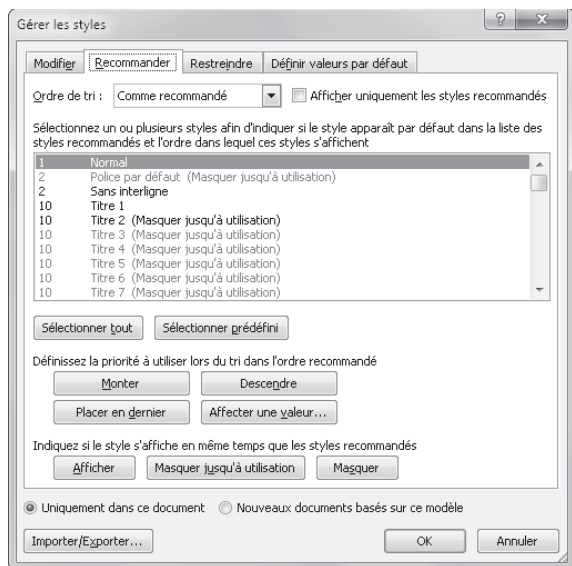 Gérer les styles
Modifier Recommander Restreindre Définir valeurs par défaut
Ordre de tri : Comme recommandé Afficher uniquement les styles recommandés
Sélectionnez un ou plusieurs styles afin d'indiquer si le style apparaît par défaut dans la liste des
styles recommandés et l'ordre dans lequel ces styles s'affichent
1 Normal
2 Police par défaut (Masquer jusqu'à utilisation)
2 Sans interligne
10 Titre 1
10 Titre 2 (Masquer jusqu'à utilisation)
10 Titre 3 (Masquer jusqu'à utilisation)
10 Titre 4 (Masquer jusqu'à utilisation)
10 Titre 5 (Masquer jusqu'à utilisation)
10 Titre 6 (Masquer jusqu'à utilisation)
10 Titre 7 (Masquer jusqu'à utilisation)
Sélectionner tout Sélectionner prédéfini
Définissez la priorité à utiliser lors du tri dans l'ordre recommandé
Monter Descendre
Placer en dernier Affecter une valeur...
Indiquez si le style s'affiche en même temps que les styles recommandés
Afficher Masquer jusqu'à utilisation Masquer
Uniquement dans ce document Nouveaux documents basés sur ce modèle
Importer/Exporter... OK Annuler